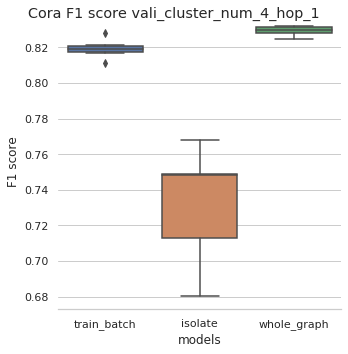 Cora F1 score vali_cluster_num_4_hop_1
0.82
0.80
0.78
0.76
0.74
0.72
0.70
0.68
F1 score
train_batch
isolate
whole_graph
models